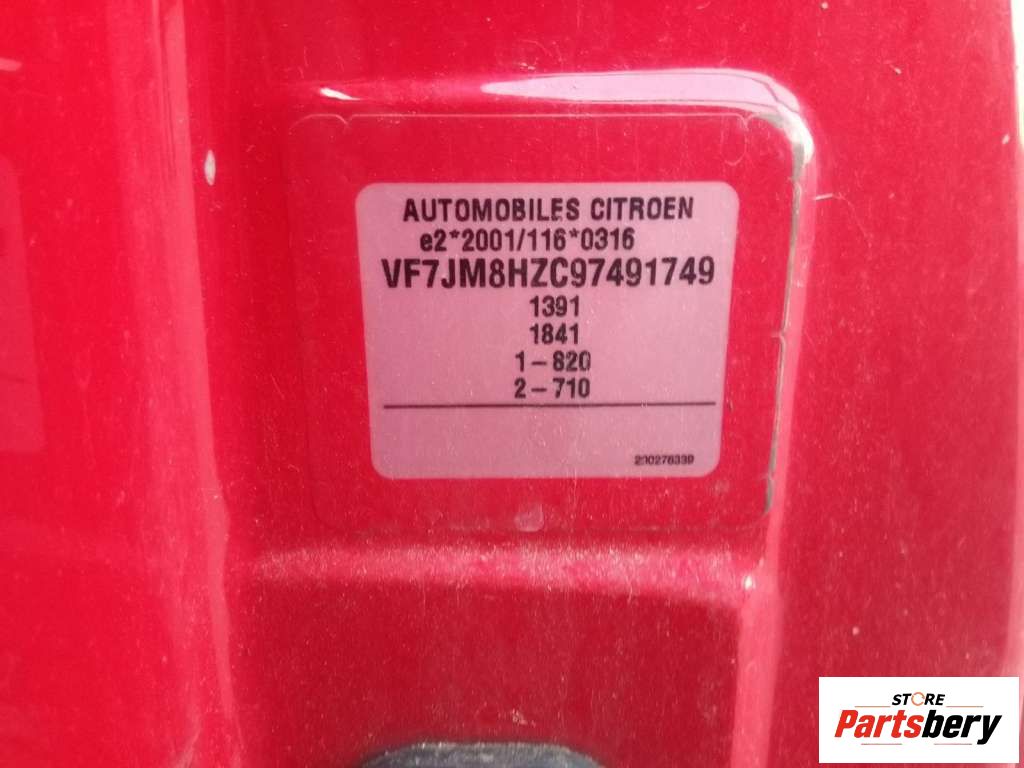 AUTOMOBILES CITROEN
e2*2001/116*0316
VF7JM8HZC97491749
1391
1841
1-820
2-710
230276339
STORE
Partsbery